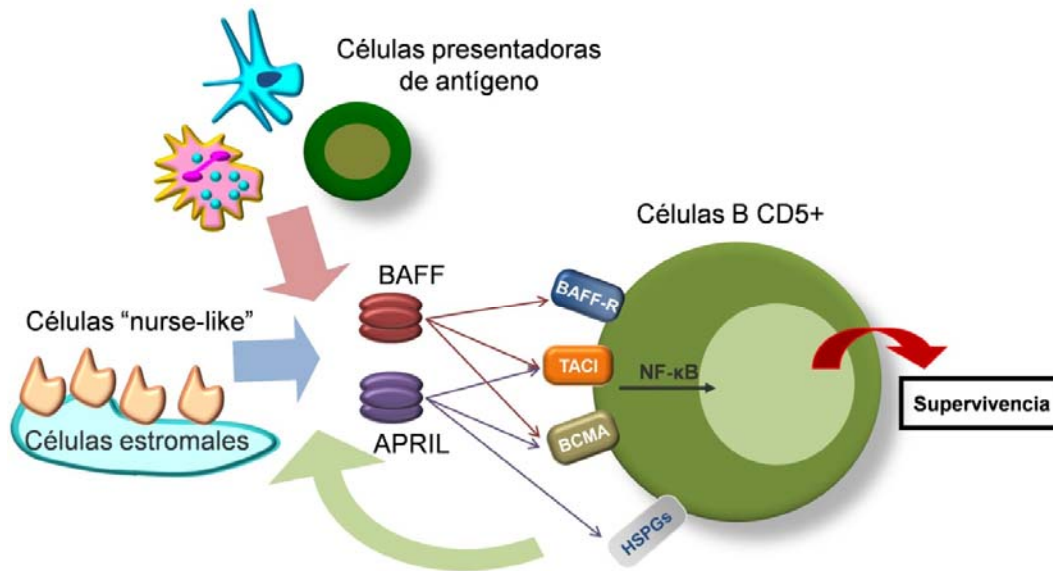 Células presentadoras
de antígeno
Células B CD5+
BAFF
BAFF-R
Células “nurse-like”
TACI
NF-κB
Supervivencia
Células estromales
APRIL
BCMA
HSPGs